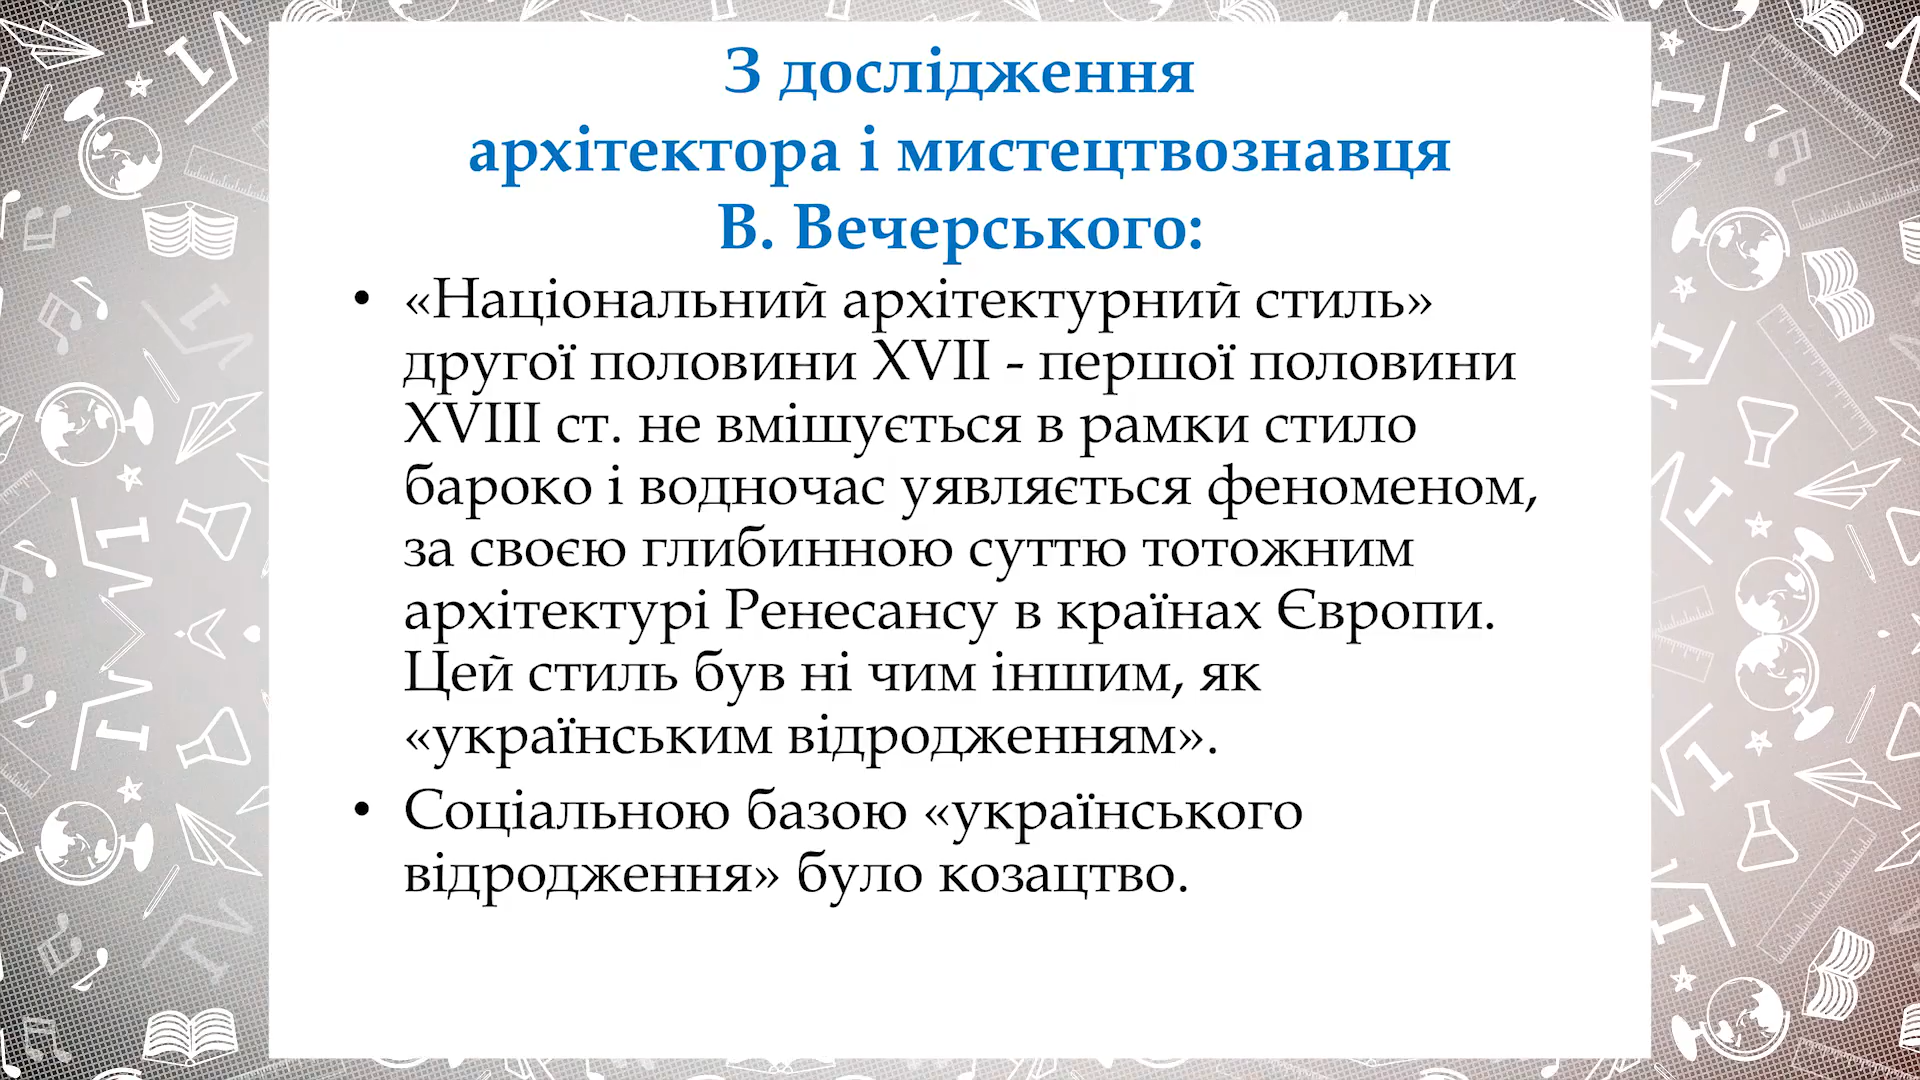 З дослідження
архітектора і мистецтвознавця
В. Вечерського:
• «Національний архітектурний стиль»
другої половини XVII - першої половини
XVIII ст. не вмішується в рамки стило
бароко і водночас уявляється феноменом,
за своєю глибинною суттю тотожним
архітектурі Ренесансу в країнах Європи.
Цей стиль був ні чим іншим, як
«українським відродженням».
• Соціальною базою «українського
відродження» було козацтво.